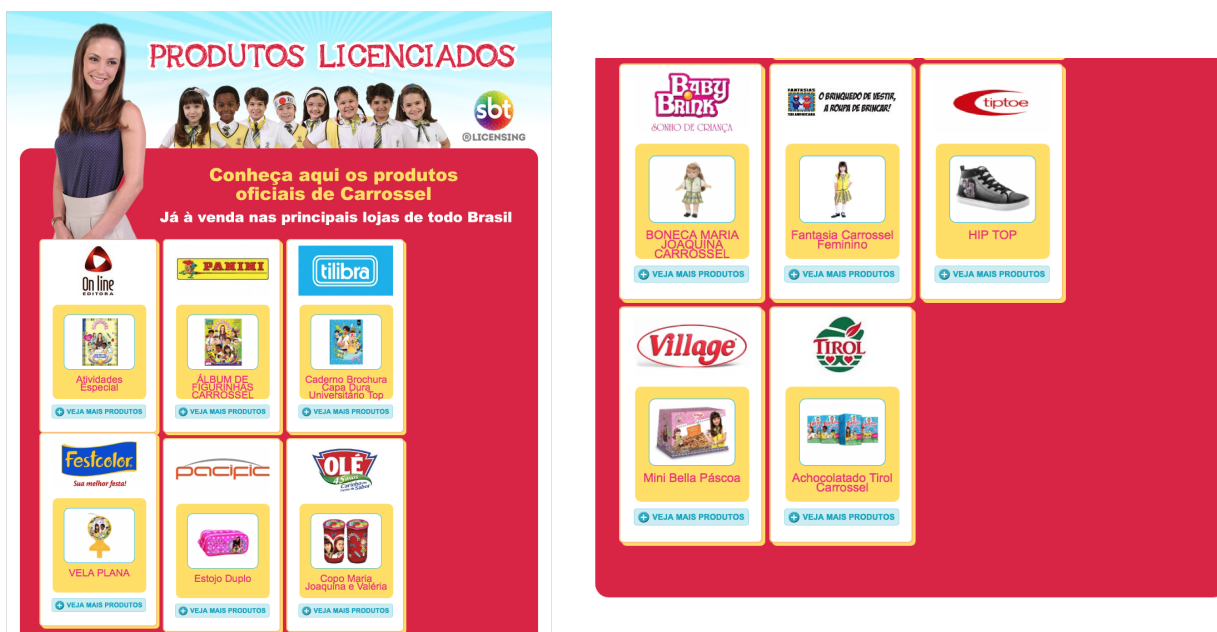 PRODUTOS LICENCIADOS
sbt
@LICENSING
Conheça aqui os produtos
oficiais de Carrossel
Já à venda nas principais lojas de todo Brasil
On line
EDITORA
Atividades
Especial
VEJA MAIS PRODUTOS
PANINI
ÁLBUM DE
FIGURINHAS
CARROSSEL
VEJA MAIS PRODUTOS
tilibra
Caderno Brochura
Capa Dura
Universitário Top
VEJA MAIS PRODUTOS
Festcolor
Sua melhor festa!
VELA PLANA
VEJA MAIS PRODUTOS
pacific
Estojo Duplo
VEJA MAIS PRODUTOS
OLÉ
45 anos
Copo Maria
Joaquina e Valéria
VEJA MAIS PRODUTOS
BABY
BRINK
SONHO DE CRIANÇA
BONECA MARIA
JOAQUINA
CARROSSEL
VEJA MAIS PRODUTOS
FANTASIAS
O BRINQUEDO DE VESTIR,
A ROUPA DE BRINCAR!
Fantasia Carrossel
Feminino
VEJA MAIS PRODUTOS
tiptoe
HIP TOP
VEJA MAIS PRODUTOS
Village
Mini Bella Páscoa
VEJA MAIS PRODUTOS
TIROL
Achocolatado Tirol
Carrossel
VEJA MAIS PRODUTOS